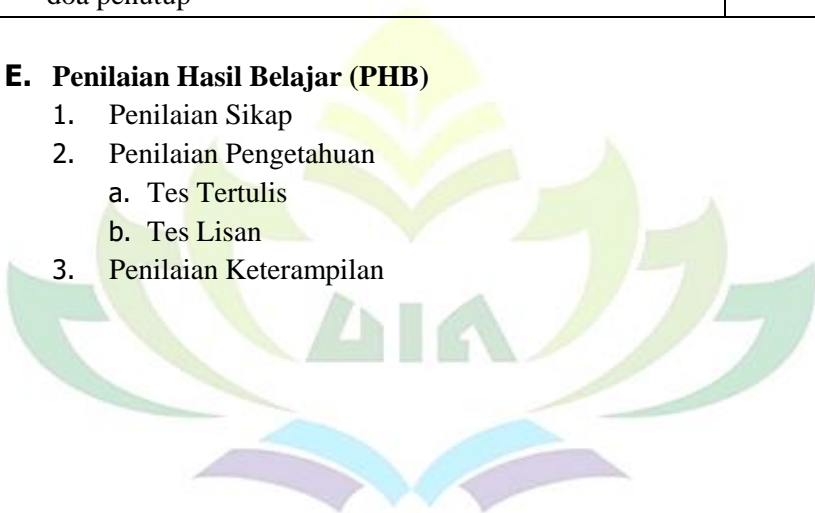 doa penutup
E. Penilaian Hasil Belajar (PHB)
1. Penilaian Sikap
2. Penilaian Pengetahuan
a. Tes Tertulis
b. Tes Lisan
3. Penilaian Keterampilan
UIN